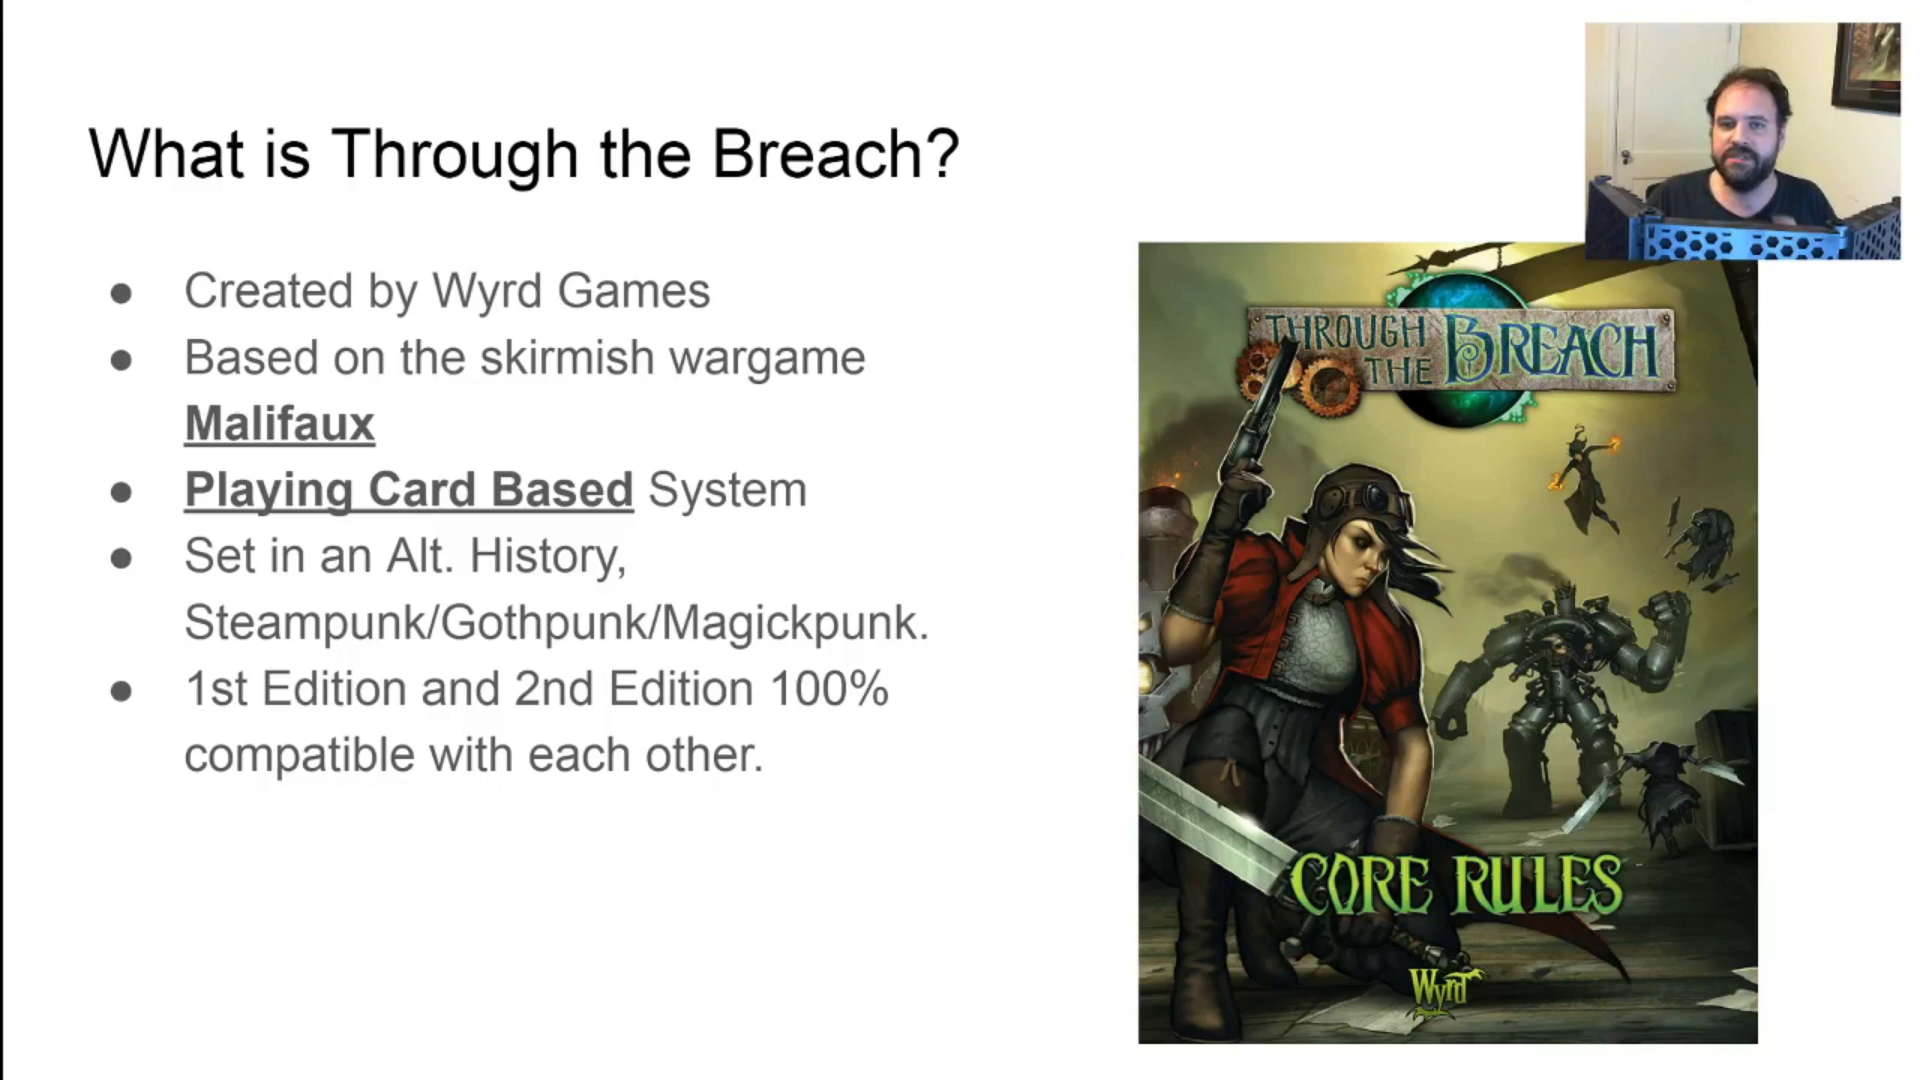 What is Through the Breach?
● Created by Wyrd Games
● Based on the skirmish wargame
Malifaux
● Playing Card Based System
● Set in an Alt. History,
Steampunk/Gothpunk/Magickpunk.
● 1st Edition and 2nd Edition 100%
compatible with each other.
THROUGH
THE BREACH
CORE RULES
Wyrd